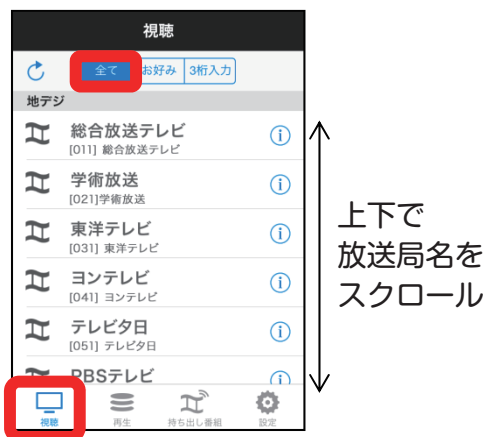 視聴
全て
お好み
3桁入力
地デジ
総合放送テレビ
[011] 総合放送テレビ
学術放送
[021]学術放送
東洋テレビ
[031] 東洋テレビ
ヨンテレビ
[041] ヨンテレビ
テレビ夕日
[051] テレビ夕日
PBSテレビ
視聴
再生
持ち出し番組
設定
上下で
放送局名を
スクロール